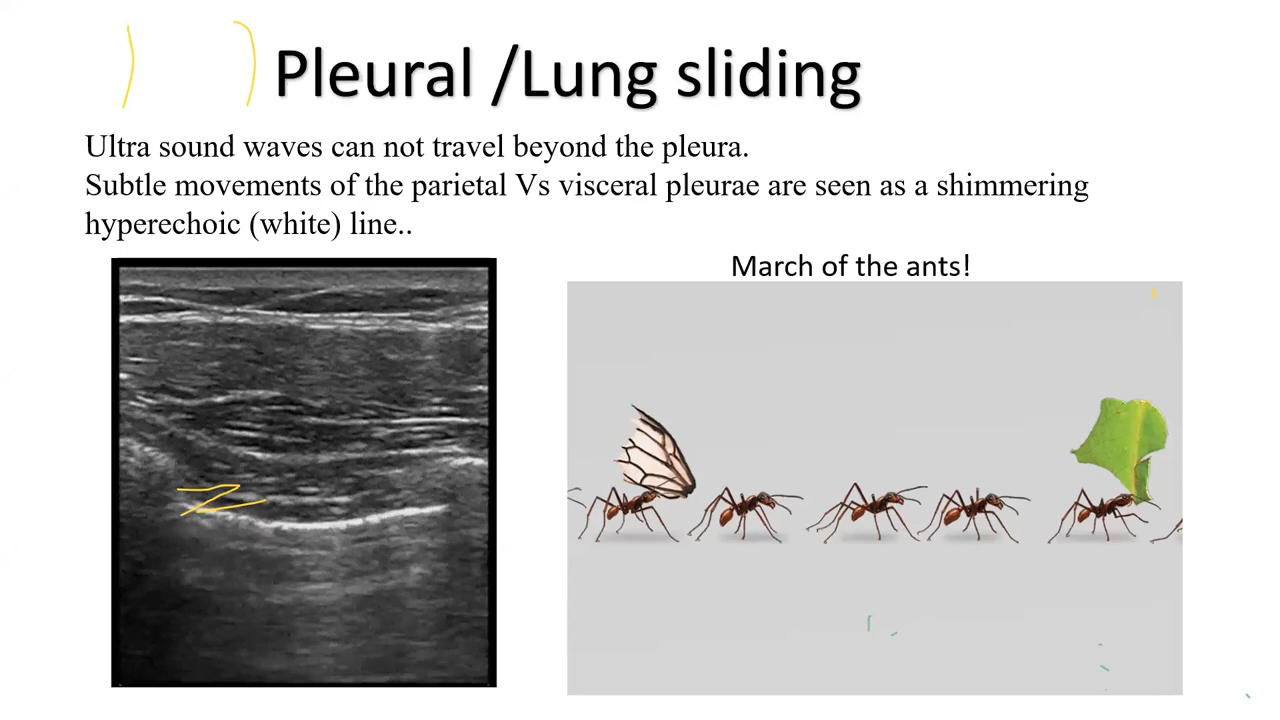 Pleural /Lung sliding
Ultra sound waves can not travel beyond the pleura.
Subtle movements of the parietal Vs visceral pleurae are seen as a shimmering
hyperechoic (white) line..
March of the ants!